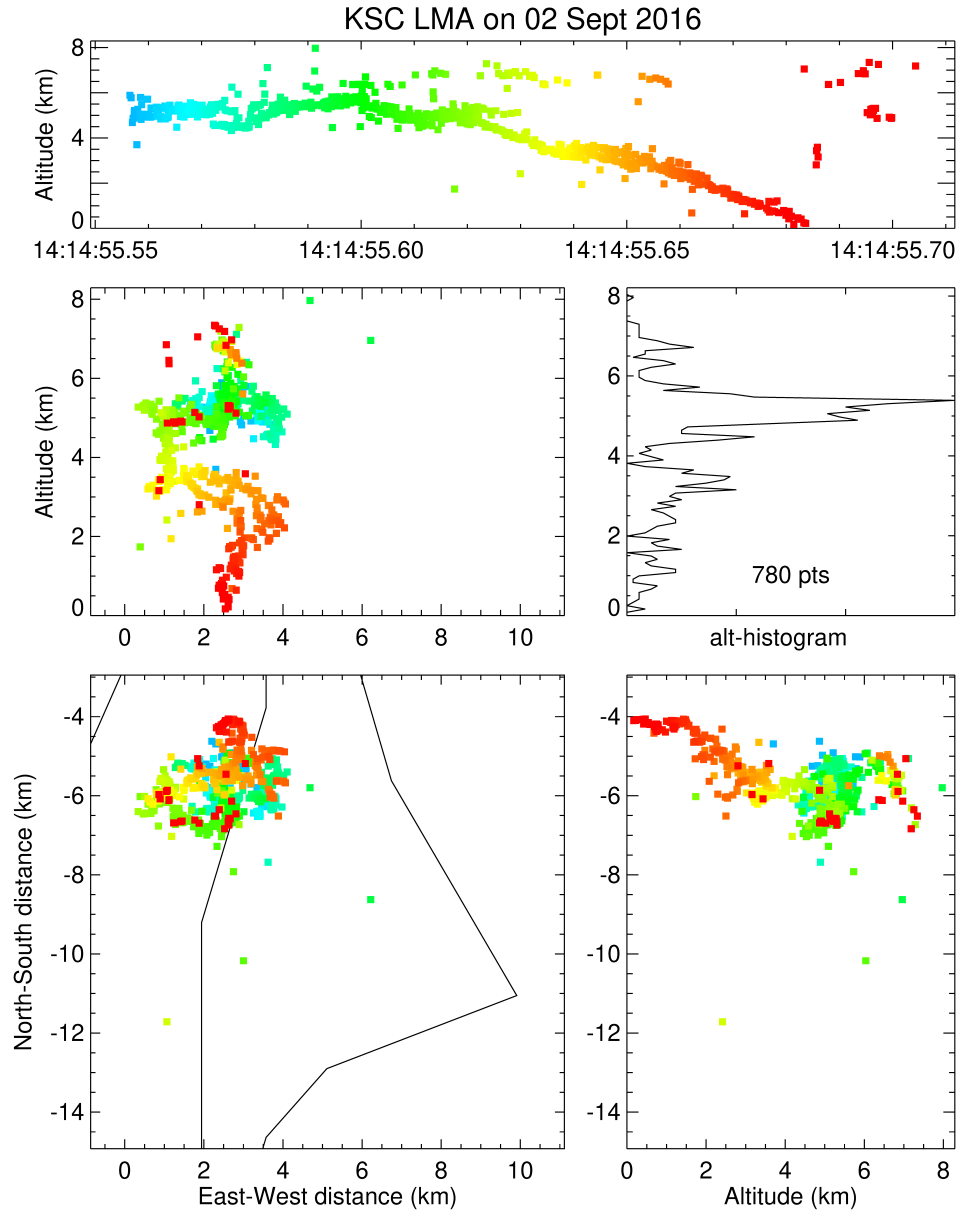 KSC LMA on 02 Sept 2016
8
4
0
Altitude (km)
14:14:55.55 14:14:55.60 14:14:55.65 14:14:55.70
8
6
4
2
0
Altitude (km)
0 2 4 6 8 10
8
6
4
2
0
780 pts
alt-histogram
-4
-6
-8
-10
-12
-14
North-South distance (km)
0 2 4 6 8 10
East-West distance (km)
-4
-6
-8
-10
-12
-14
0 2 4 6 8
Altitude (km)